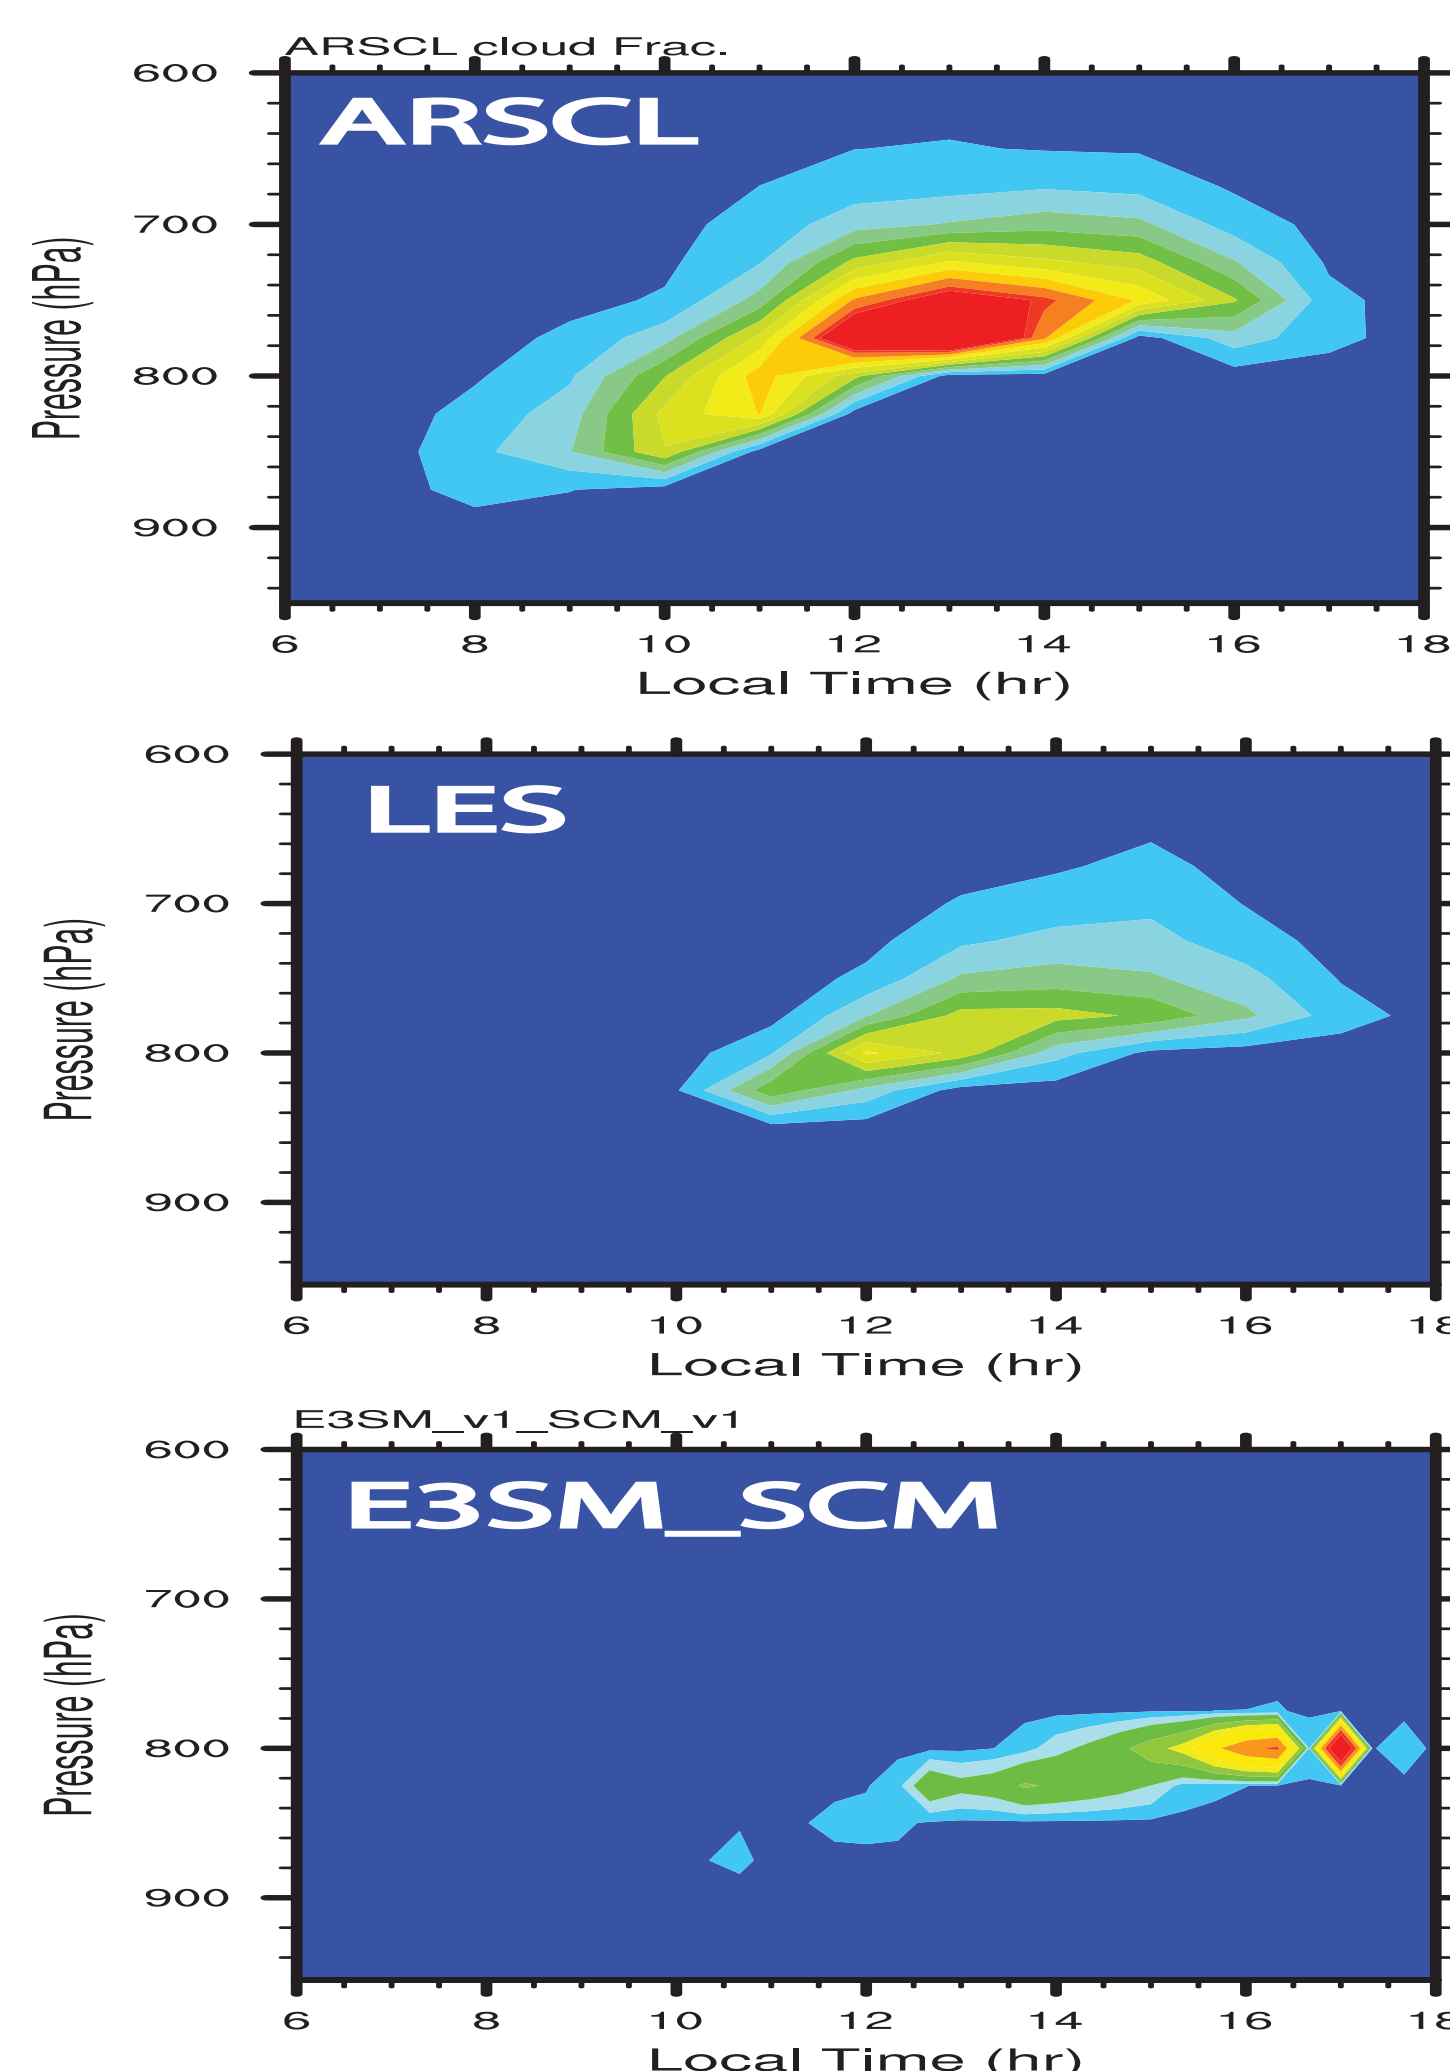 ARSCL cloud Frac.
ARSCL
600
700
800
900
Pressure (hPa)
6 8 10 12 14 16 18
Local Time (hr)
LES
600
700
800
900
Pressure (hPa)
6 8 10 12 14 16 18
Local Time (hr)
E3SM_v1_SCM_v1
E3SM_SCM
600
700
800
900
Pressure (hPa)
6 8 10 12 14 16 18
Local Time (hr)